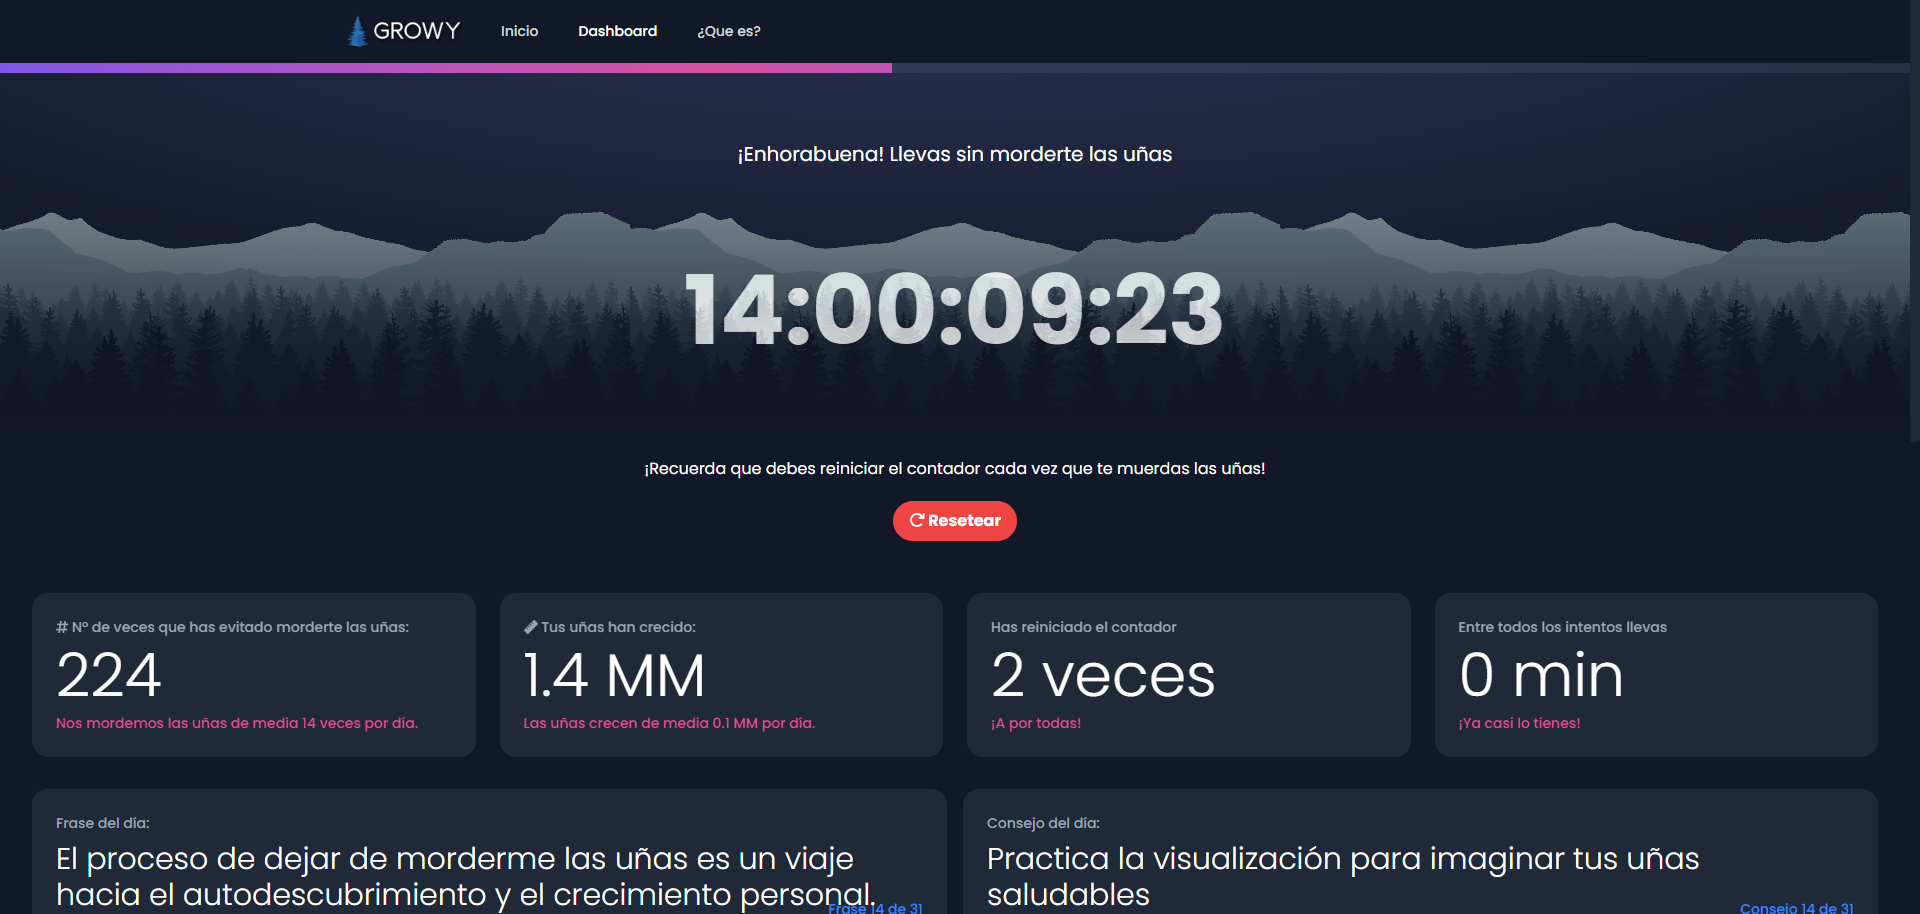 GROWY
Inicio
Dashboard
¿Que es?
¡Enhorabuena! Llevas sin morderte las uñas
14:00:09:23
¡Recuerda que debes reiniciar el contador cada vez que te muerdas las uñas!
Resetear
# Nº de veces que has evitado morderte las uñas:
224
Nos mordemos las uñas de media 14 veces por día.
Tus uñas han crecido:
1.4 MM
Las uñas crecen de media 0.1 MM por día.
Has reiniciado el contador
2 veces
¡A por todas!
Entre todos los intentos llevas
0 min
¡Ya casi lo tienes!
Frase del día:
El proceso de dejar de morderme las uñas es un viaje
hacia el autodescubrimiento y el crecimiento personal.
Frase 14 de 31
Consejo del día:
Practica la visualización para imaginar tus uñas
saludables
Consejo 14 de 31